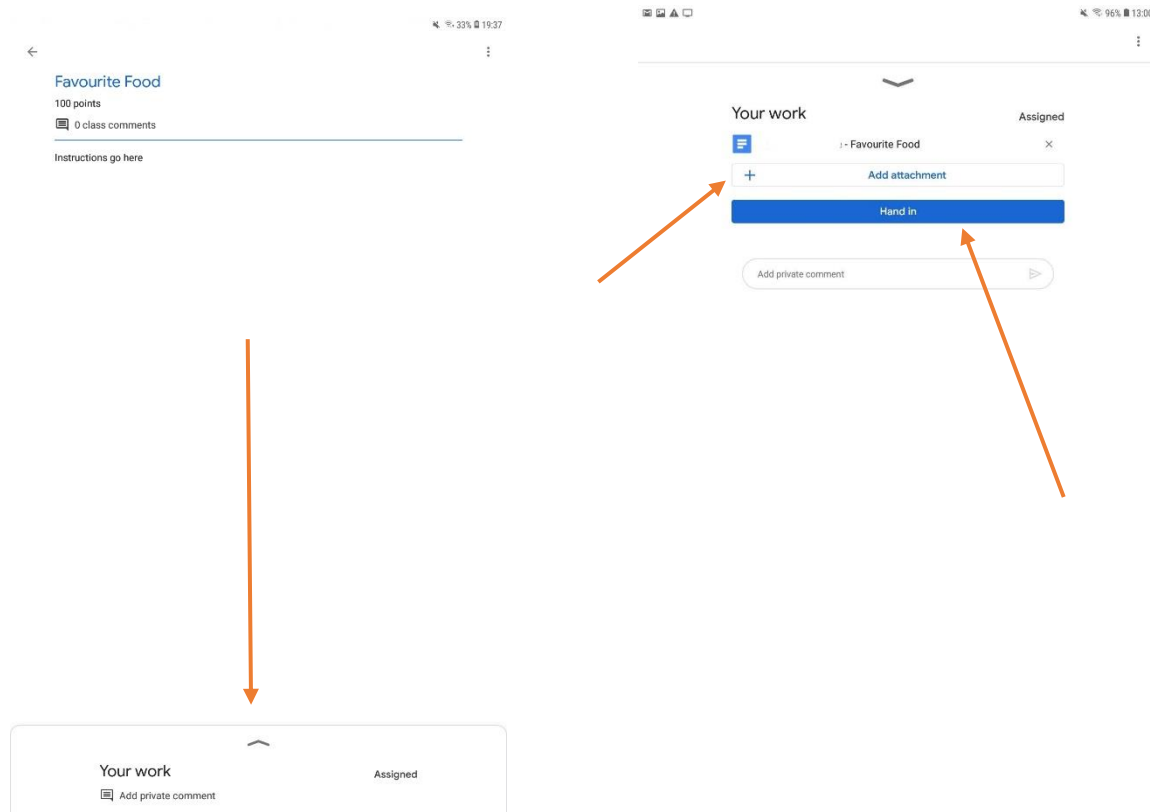 33% 19:37
Favourite Food
100 points
0 class comments
Instructions go here
Your work
Assigned
Add private comment
96% 13:00
Your work
Assigned
- Favourite Food
Add attachment
Hand in
Add private comment